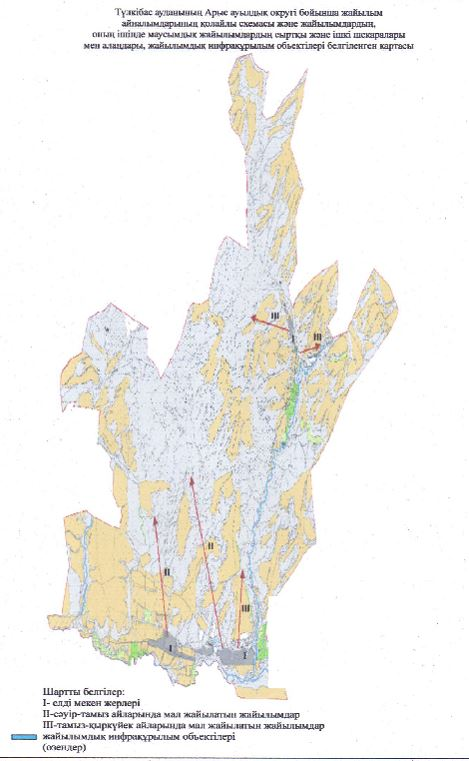 Түлкібас ауданының Арыс ауылдық округі бойынша жайылым
айналымдарының қолайлы схемасы және жайылымдардың,
оның ішінде маусымдық жайылымдардың сыртқы және ішкі шекаралары
мен алаңдары, жайылымдық инфрақұрылым объектілері белгіленген картасы
III
III
II
II
III
I
I
Шартты белгілер:
I- елді мекен жерлері
II-сәуір-тамыз айларында мал жайылатын жайылымдар
III-тамыз-қыркүйек айларында мал жайылатын жайылымдар
жайылымдық инфрақұрылым обьектілері
(өзендер)